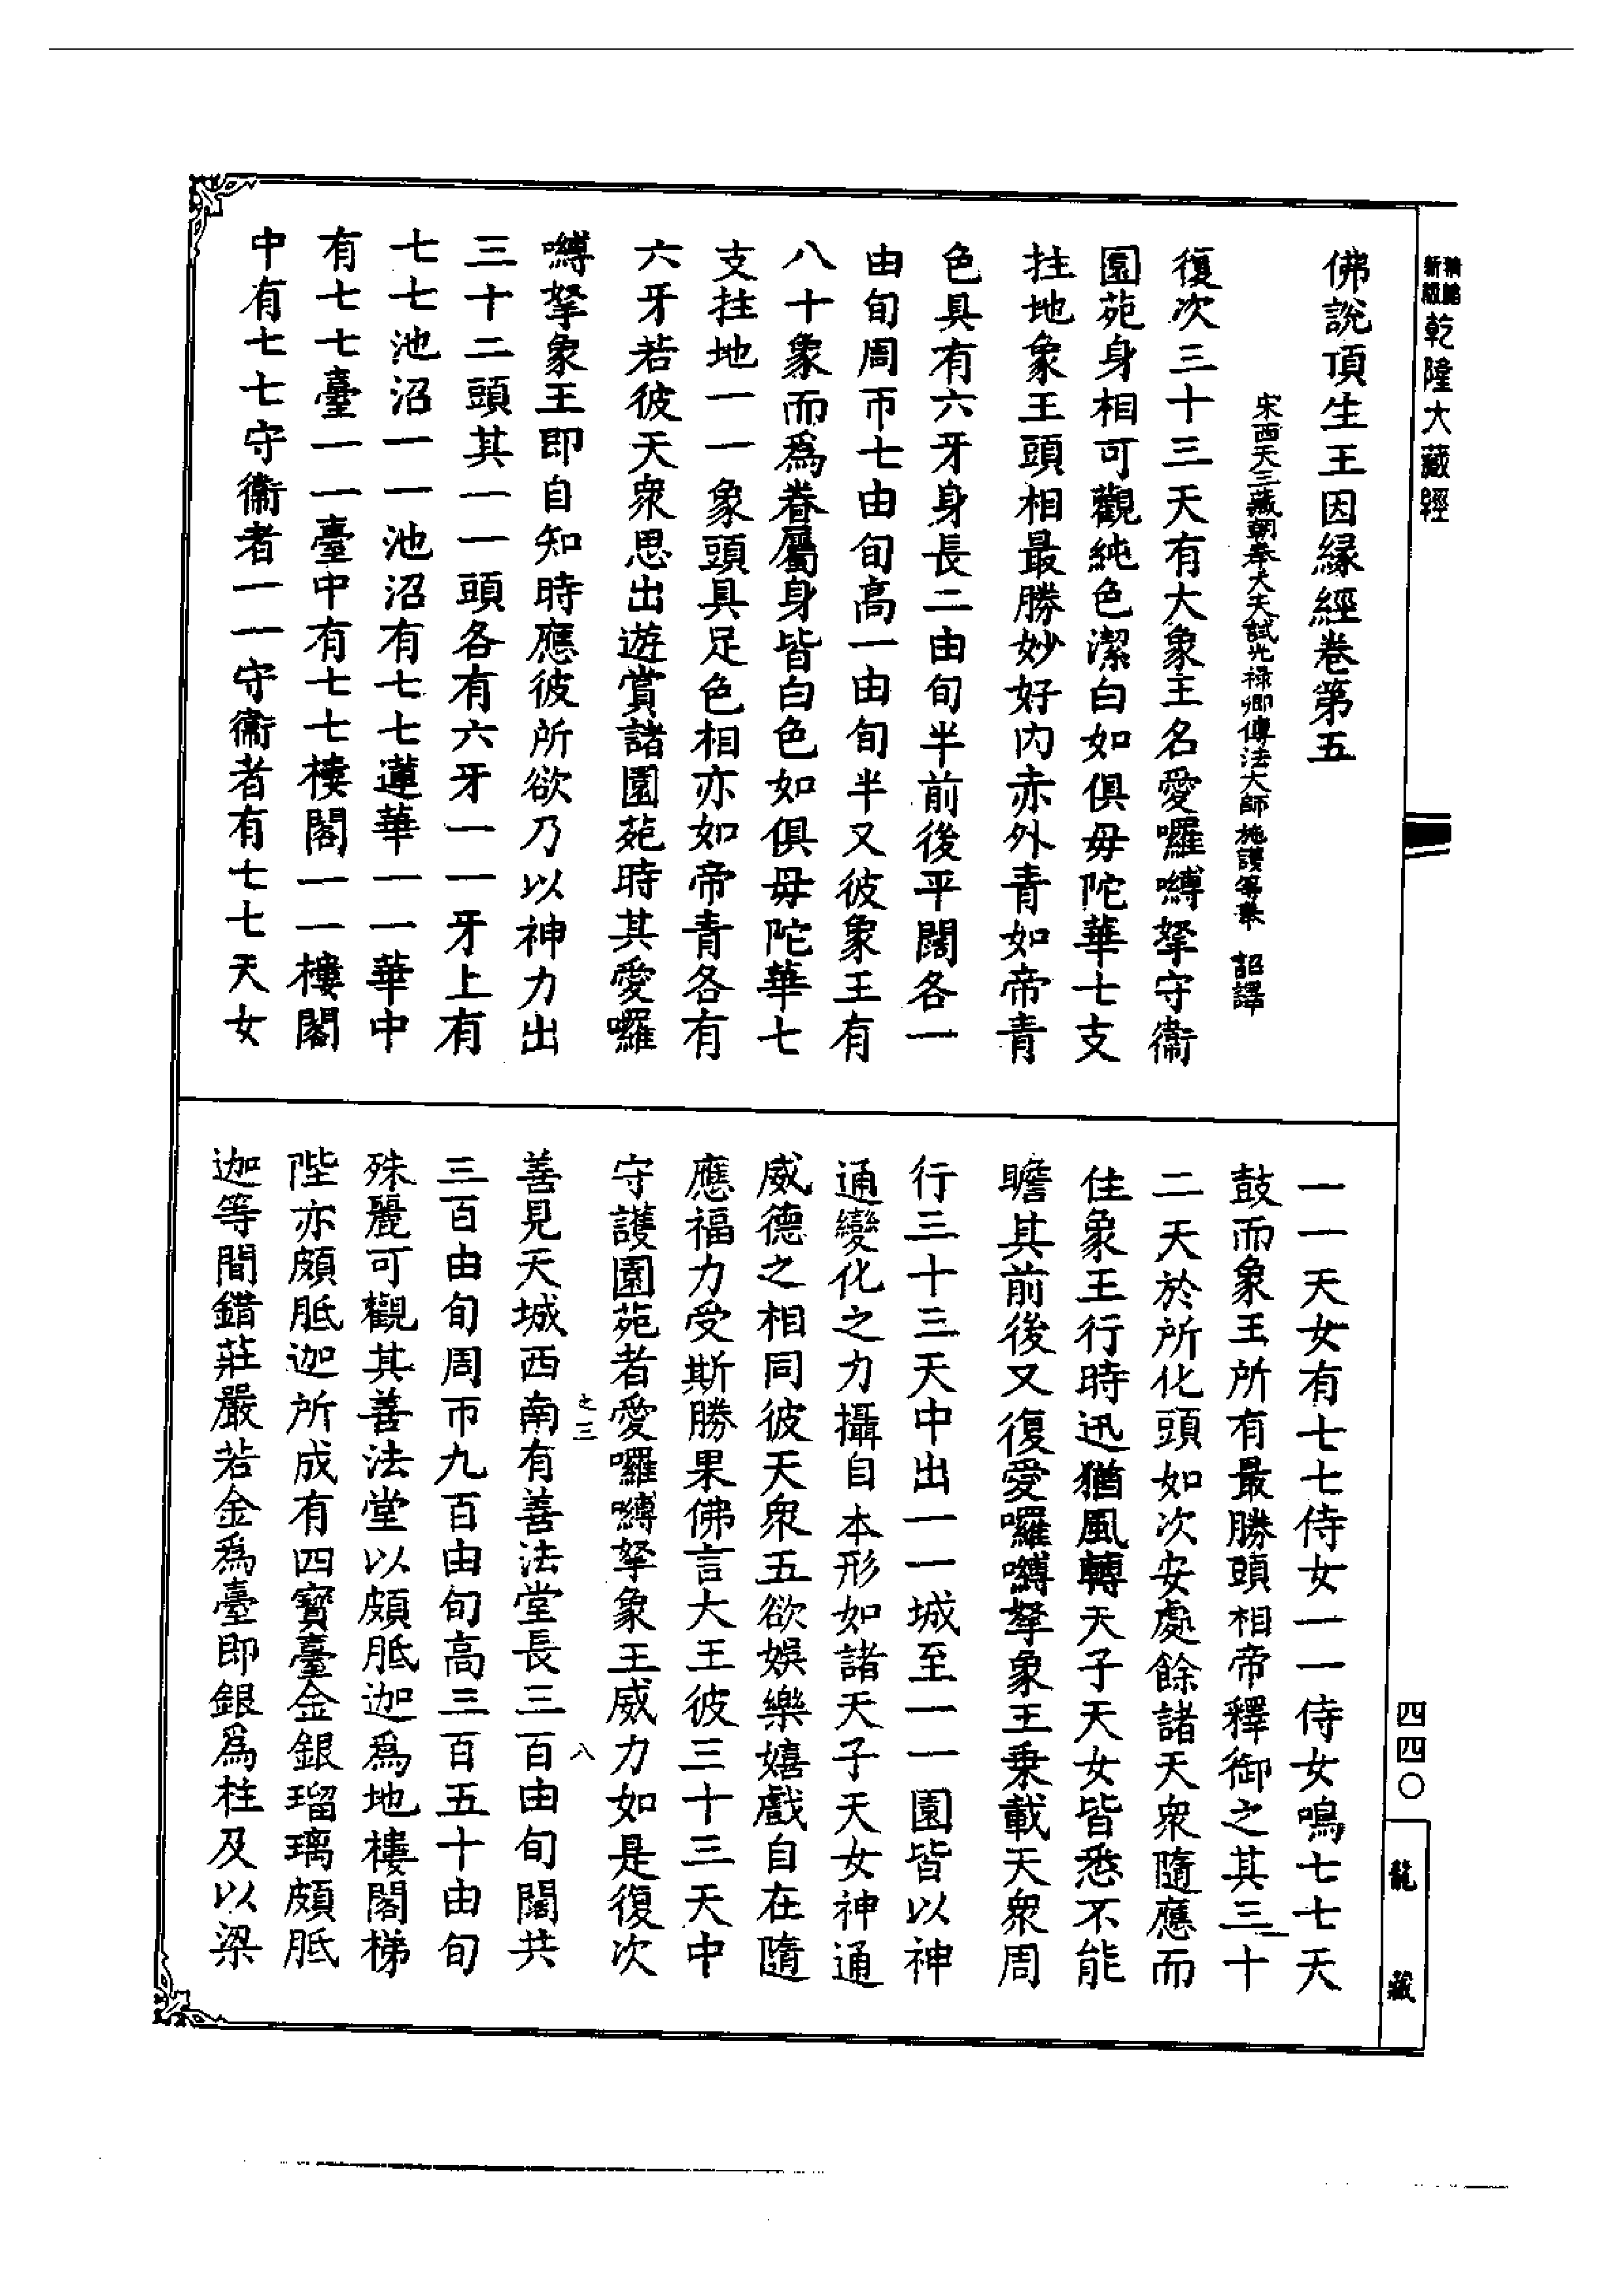 新版
乾隆大藏經
佛說頂生王因緣經卷第五
宋西天三藏朝奉大夫試光祿卿傳法大師施護等奉 詔譯
復次三十三天有大象王名愛囉嚩拏守衞
園苑身相可觀純色潔白如俱毋陀華七支
拄地象王頭相最勝妙好内赤外青如帝青
色具有六牙身長二由旬半前後平闊各一
由旬周帀七由旬高一由旬半又彼象王有
八十象而為眷屬身皆白色如俱毋陀華七
支拄地一一象頭具足色相亦如帝青各有
六牙若彼天衆思出遊賞諸園苑時其愛囉
嚩拏象王即自知時應彼所欲乃以神力出
三十二頭其一一頭各有六牙一一牙上有
七七池沼一一池沼有七七蓮華一一華中
有七七臺一一臺中有七七樓閣一一樓閣
中有七七守衞者一一守衞者有七七天女
一一天女有七七侍女一一侍女鳴七七天
鼓而象王所有最勝頭相帝釋御之其三十
二天於所化頭如次安處餘諸天衆隨應而
住象王行時迅猶風轉天子天女皆悉不能
瞻其前後又復愛囉嚩拏象王乗載天衆周
行三十三天中出一一城至一一園皆以神
通變化之力攝自本形如諸天子天女神通
威德之相同彼天衆五欲娛樂嬉戲自在隨
應福力受斯勝果佛言大王彼三十三天中
守護園苑者愛囉嚩拏象王威力如是復次
之三 八
善見天城西南有善法堂長三百由旬闊共
三百由旬周帀九百由旬高三百五十由旬
殊麗可觀其善法堂以頗胝迦為地樓閣梯
陛亦頗胝迦所成有四寳臺金銀瑠璃頗胝
迦等間錯莊嚴若金為臺即銀為柱及以梁
四四〇
龍藏